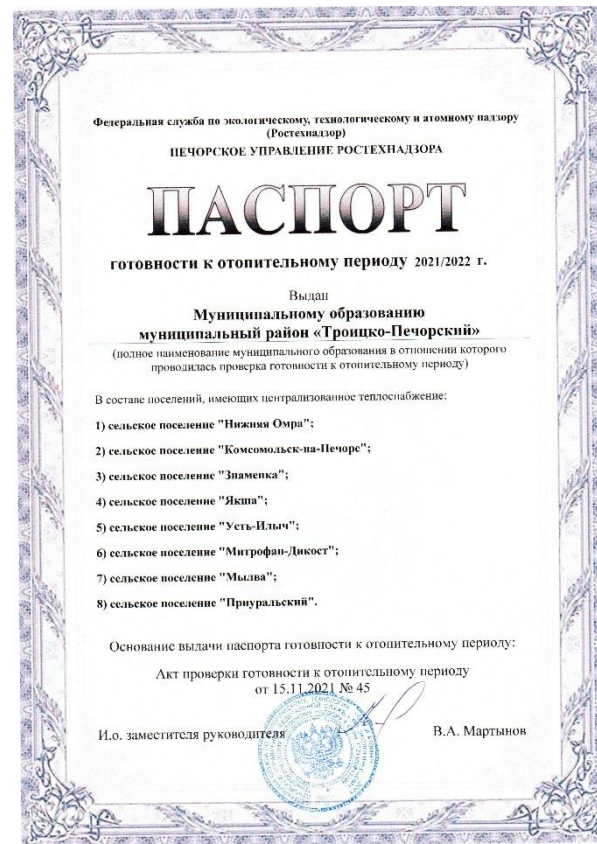 Федеральная служба по экологическому, технологическому и атомному надзору
(Ростехнадзор)
ПЕЧОРСКОЕ УПРАВЛЕНИЕ РОСТЕХНАДЗОРА
ПАСПОРТ
готовности к отопительному периоду 2021/2022 г.
Выдан
Муниципальному образованию
муниципальный район «Троицко-Печорский»
(полное наименование муниципального образования в отношении которого
проводилась проверка готовности к отопительному периоду)
В составе поселений, имеющих централизованное теплоснабжение:
1) сельское поселение "Нижняя Омра";
2) сельское поселение "Комсомольск-на-Печоре";
3) сельское поселение "Знаменка";
4) сельское поселение "Якша";
5) сельское поселение "Усть-Илыч";
6) сельское поселение "Митрофан-Дикост";
7) сельское поселение "Мылва";
8) сельское поселение "Приуральский".
Основание выдачи паспорта готовности к отопительному периоду:
Акт проверки готовности к отопительному периоду
от 15.11.2021 № 45
И.о. заместителя руководителя В.А. Мартынов